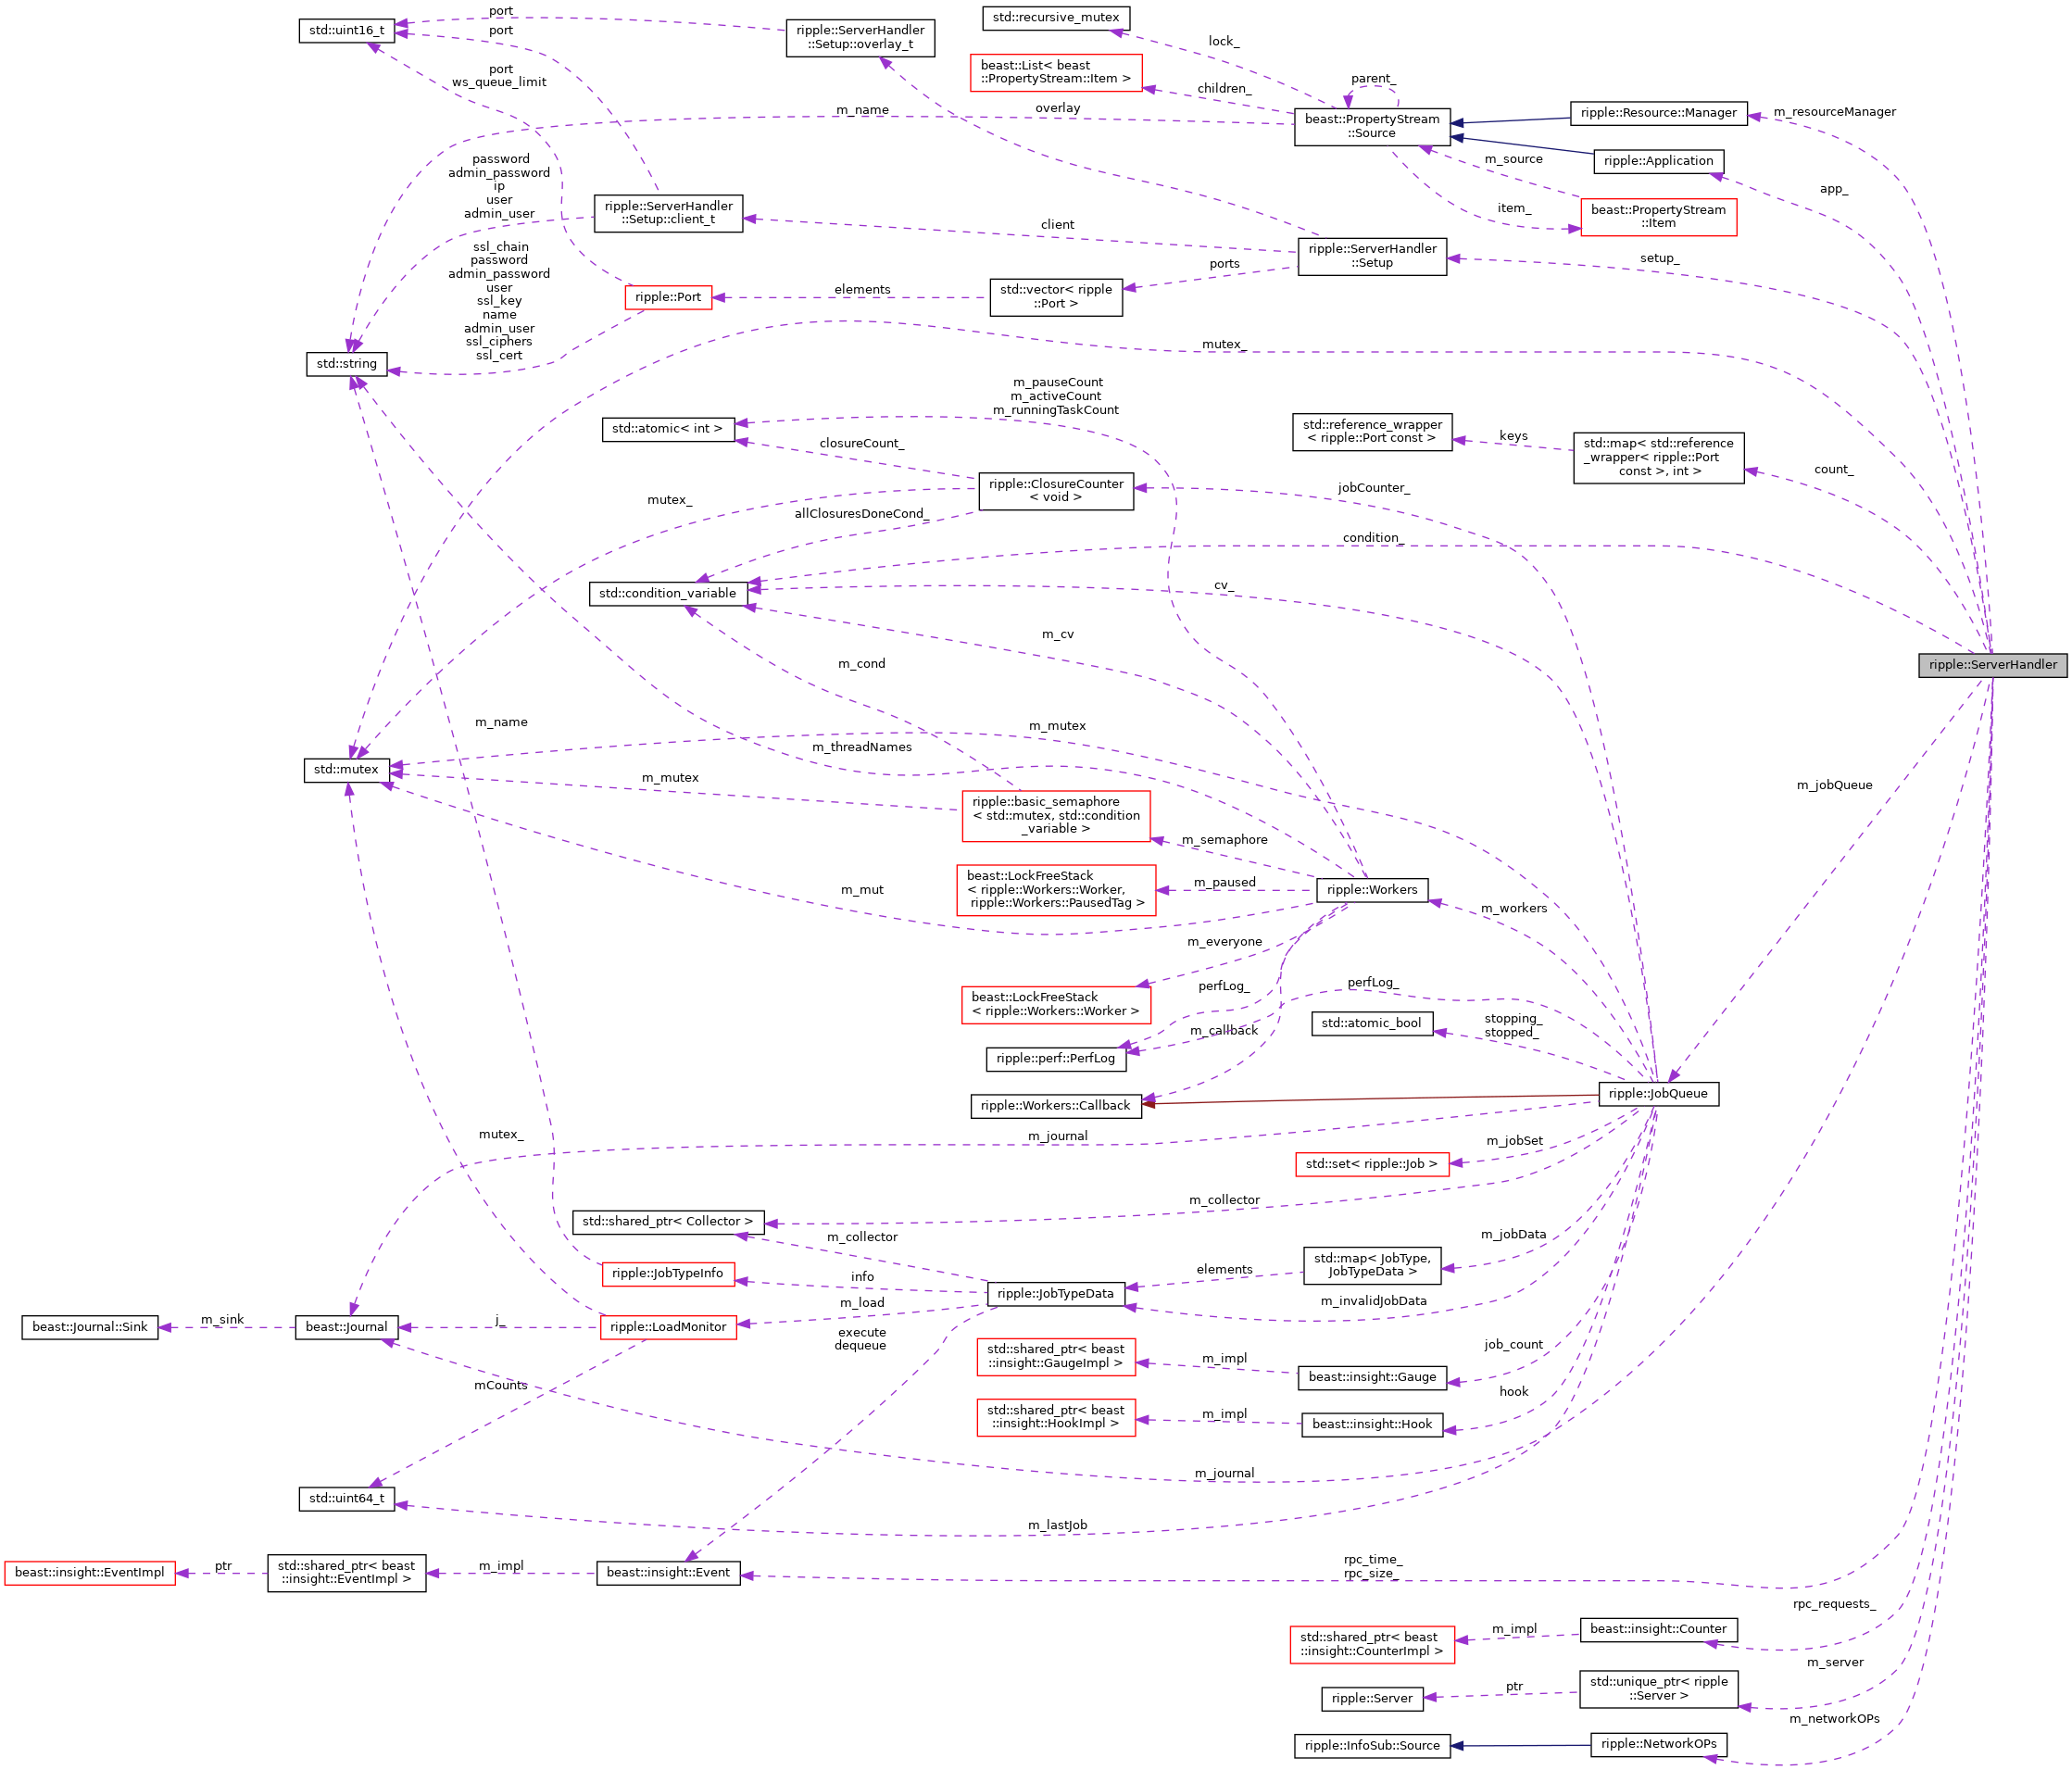 port
std::recursive_mutex
std::uint16_t
port
ripple::ServerHandler
::Setup::overlay_t
lock_
beast::List< beast
::PropertyStream::Item >
port
ws_queue_limit
children_
parent_
m_name
overlay
beast::PropertyStream
::Source
ripple::Resource::Manager
m_resourceManager
password
admin_password
ip
user
admin_user
ripple::ServerHandler
::Setup::client_t
m_source
ripple::Application
app_
item_
beast::PropertyStream
::Item
client
ssl_chain
password
admin_password
user
ssl_key
name
admin_user
ssl_ciphers
ssl_cert
ripple::ServerHandler
::Setup
setup_
ports
ripple::Port
elements
std::vector< ripple
::Port >
std::string
mutex_
m_pauseCount
m_activeCount
m_runningTaskCount
std::atomic< int >
closureCount_
std::reference_wrapper
< ripple::Port const >
keys
std::map< std::reference
_wrapper< ripple::Port
const >, int >
count_
ripple::ClosureCounter
< void >
jobCounter_
mutex_
allClosuresDoneCond_
condition_
std::condition_variable
cv_
m_cv
m_cond
ripple::ServerHandler
m_name
m_mutex
m_threadNames
std::mutex
m_mutex
m_jobQueue
ripple::basic_semaphore
< std::mutex, std::condition
_variable >
m_semaphore
beast::LockFreeStack
< ripple::Workers::Worker,
ripple::Workers::PausedTag >
m_paused
ripple::Workers
m_mut
m_workers
m_everyone
beast::LockFreeStack
< ripple::Workers::Worker >
perfLog_
perfLog_
m_callback
ripple::perf::PerfLog
std::atomic_bool
stopping_
stopped_
ripple::Workers::Callback
ripple::JobQueue
mutex_
m_journal
m_jobSet
std::set< ripple::Job >
m_collector
std::shared_ptr< Collector >
m_collector
m_jobData
std::map< JobType,
JobTypeData >
elements
ripple::JobTypeInfo
info
ripple::JobTypeData
m_load
m_invalidJobData
beast::Journal::Sink
m_sink
beast::Journal
j_
ripple::LoadMonitor
execute
dequeue
std::shared_ptr< beast
::insight::GaugeImpl >
m_impl
beast::insight::Gauge
job_count
mCounts
std::shared_ptr< beast
::insight::HookImpl >
m_impl
beast::insight::Hook
hook
m_journal
std::uint64_t
m_lastJob
beast::insight::EventImpl
ptr
std::shared_ptr< beast
::insight::EventImpl >
m_impl
beast::insight::Event
rpc_time_
rpc_size_
rpc_requests_
std::shared_ptr< beast
::insight::CounterImpl >
m_impl
beast::insight::Counter
m_server
ripple::Server
ptr
std::unique_ptr< ripple
::Server >
m_networkOPs
ripple::InfoSub::Source
ripple::NetworkOPs